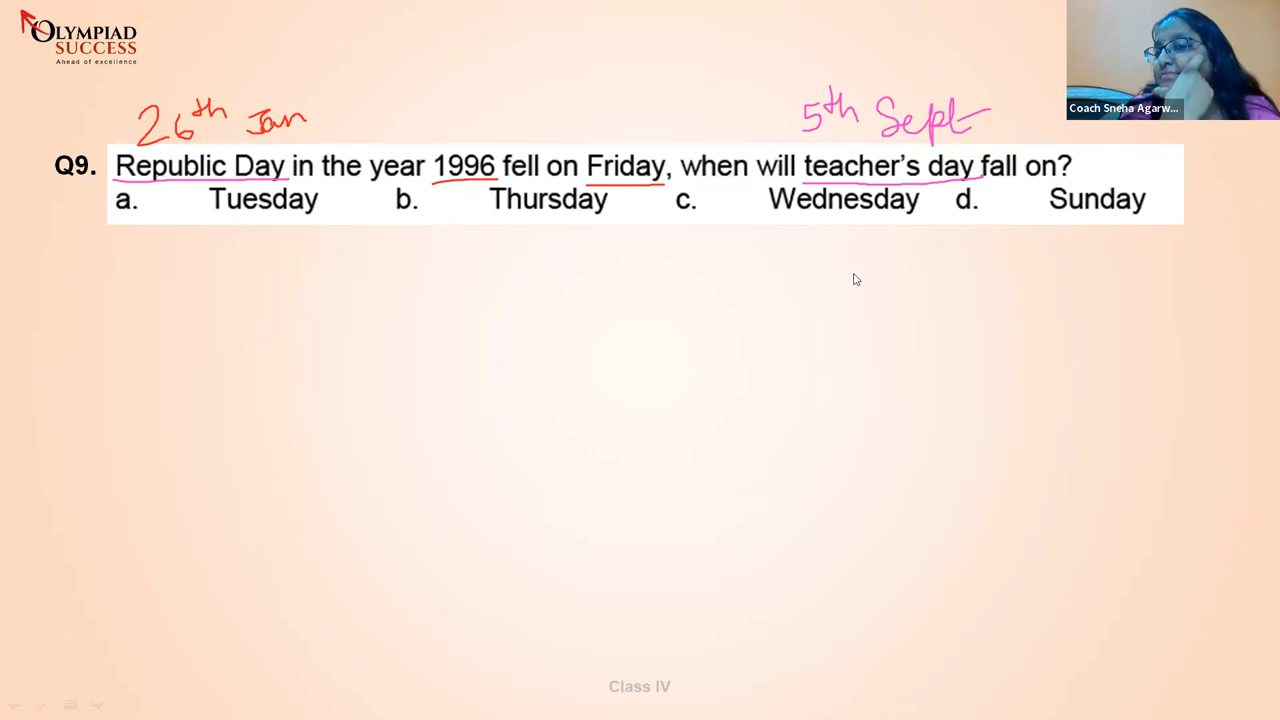 OLYMPIAD
SUCCESS
Ahead of excellence
Coach Sneha Agarw...
26th Jan
5th Sept
Q9. Republic Day in the year 1996 fell on Friday, when will teacher's day fall on?
a. Tuesday b. Thursday c. Wednesday d. Sunday
Class IV